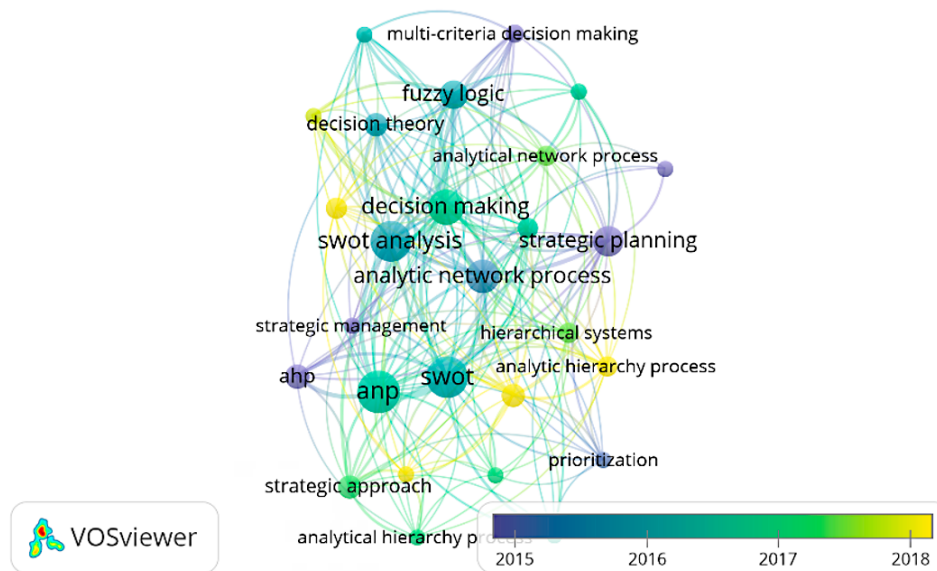 multi-criteria decision making
fuzzy logic
decision theory
analytical network process
decision making
swot analysis
strategic planning
analytic network process
strategic management
hierarchical systems
analytic hierarchy process
ahp
swot
anp
prioritization
strategic approach
analytical hierarchy process
VOSviewer
2015 2016 2017 2018